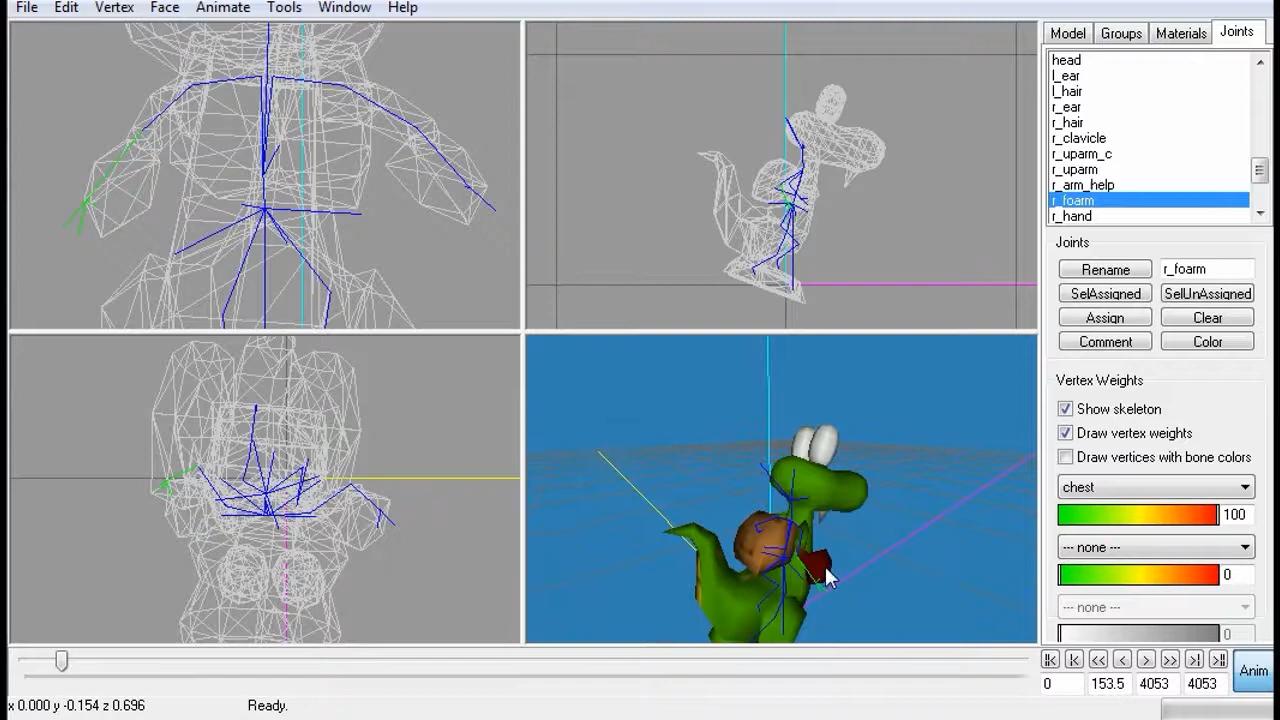 File Edit Vertex Face Animate Tools Window Help
Model Groups Materials Joints
head
l_ear
l_hair
r_ear
r_hair
r_clavicle
r_uparm_c
r_uparm
r_arm_help
r_foarm
r_hand
Joints
Rename r_foarm
SelAssigned SelUnAssigned
Assign Clear
Comment Color
Vertex Weights
Show skeleton
Draw vertex weights
Draw vertices with bone colors
chest
100
--- none ---
0
--- none ---
0
0 153.5 4053 4053 Anim
x 0.000 y -0.154 z 0.696 Ready.